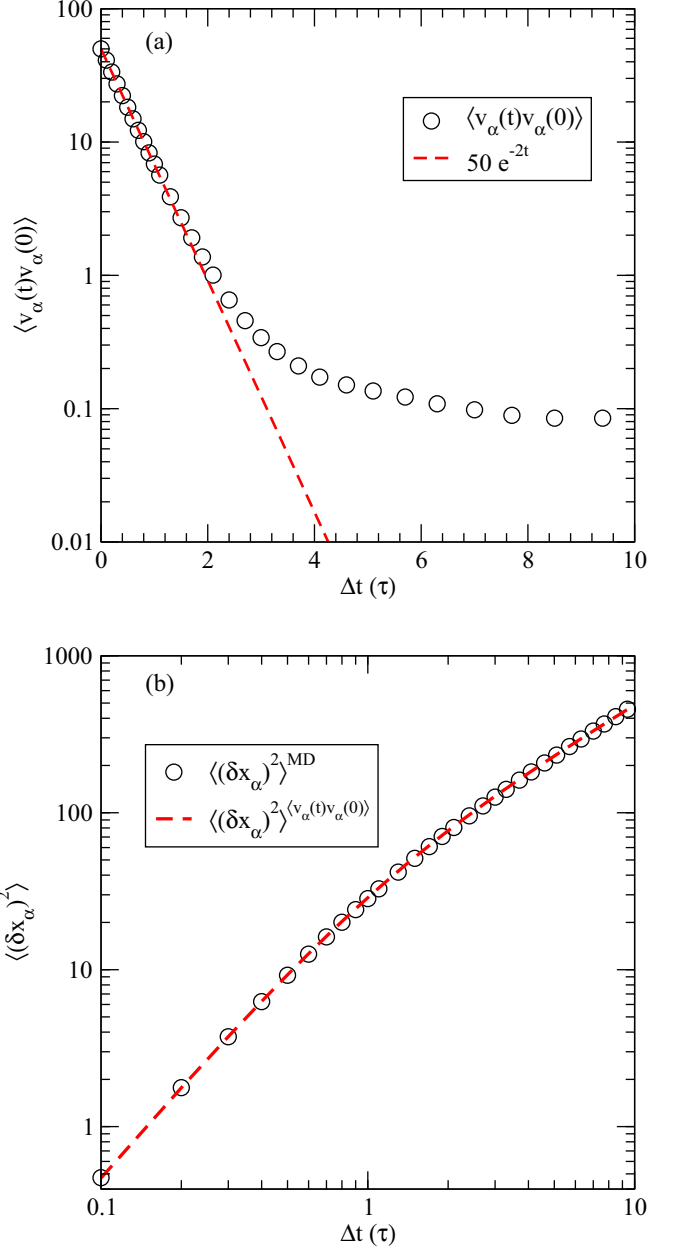 100
(a)
⟨v_α(t)v_α(0)⟩
50 e^{-2t}
10
1
0.1
0.01
⟨v_α(t)v_α(0)⟩
0 2 4 6 8 10
Δt (τ)
1000
(b)
⟨(δx_α)^2⟩^{MD}
⟨(δx_α)^2⟩^{⟨v_α(t)v_α(0)⟩}
100
10
1
⟨(δx_α)^2⟩
0.1 1 10
Δt (τ)